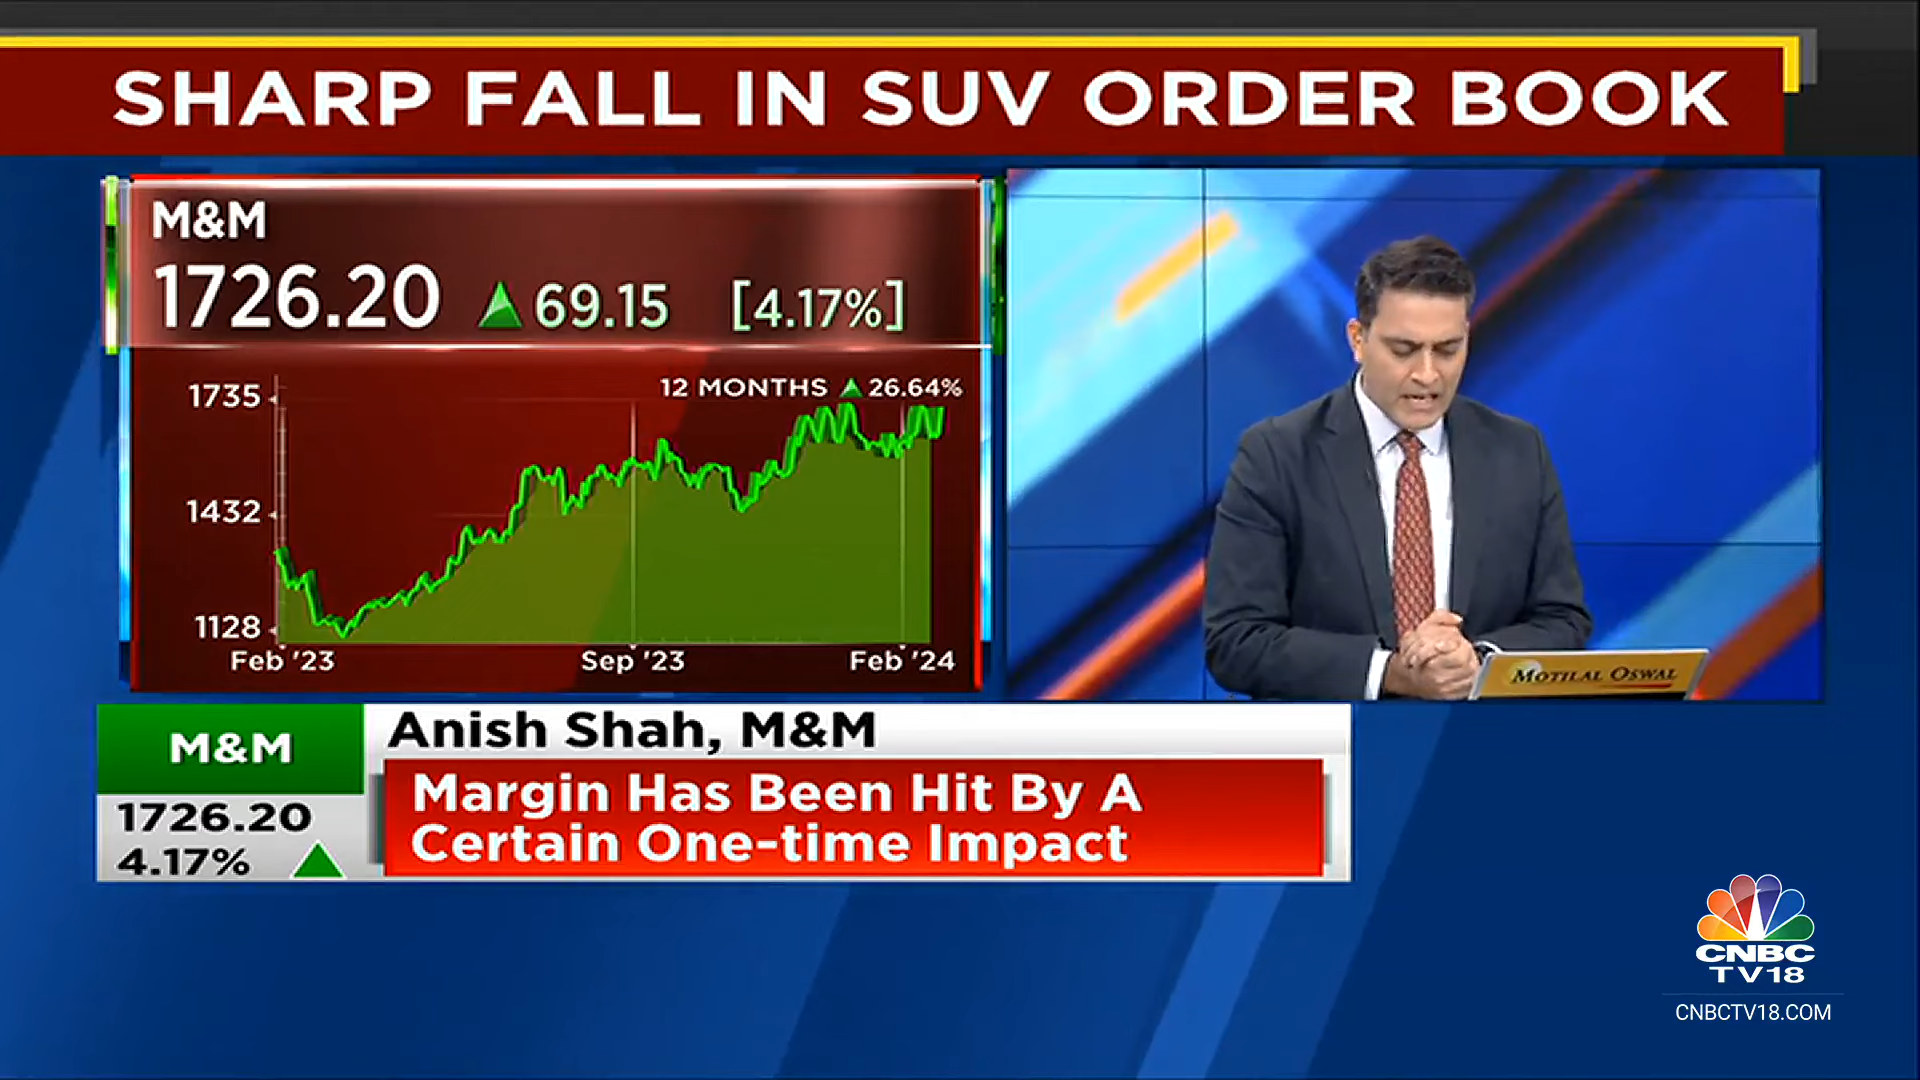 SHARP FALL IN SUV ORDER BOOK
M&M
1726.20 ▲ 69.15 [4.17%]
12 MONTHS ▲ 26.64%
1735
1432
1128
Feb '23 Sep '23 Feb '24
MOTILAL OSWAL
M&M
1726.20
4.17% ▲
Anish Shah, M&M
Margin Has Been Hit By A
Certain One-time Impact
CNBC
TV18
CNBCTV18.COM